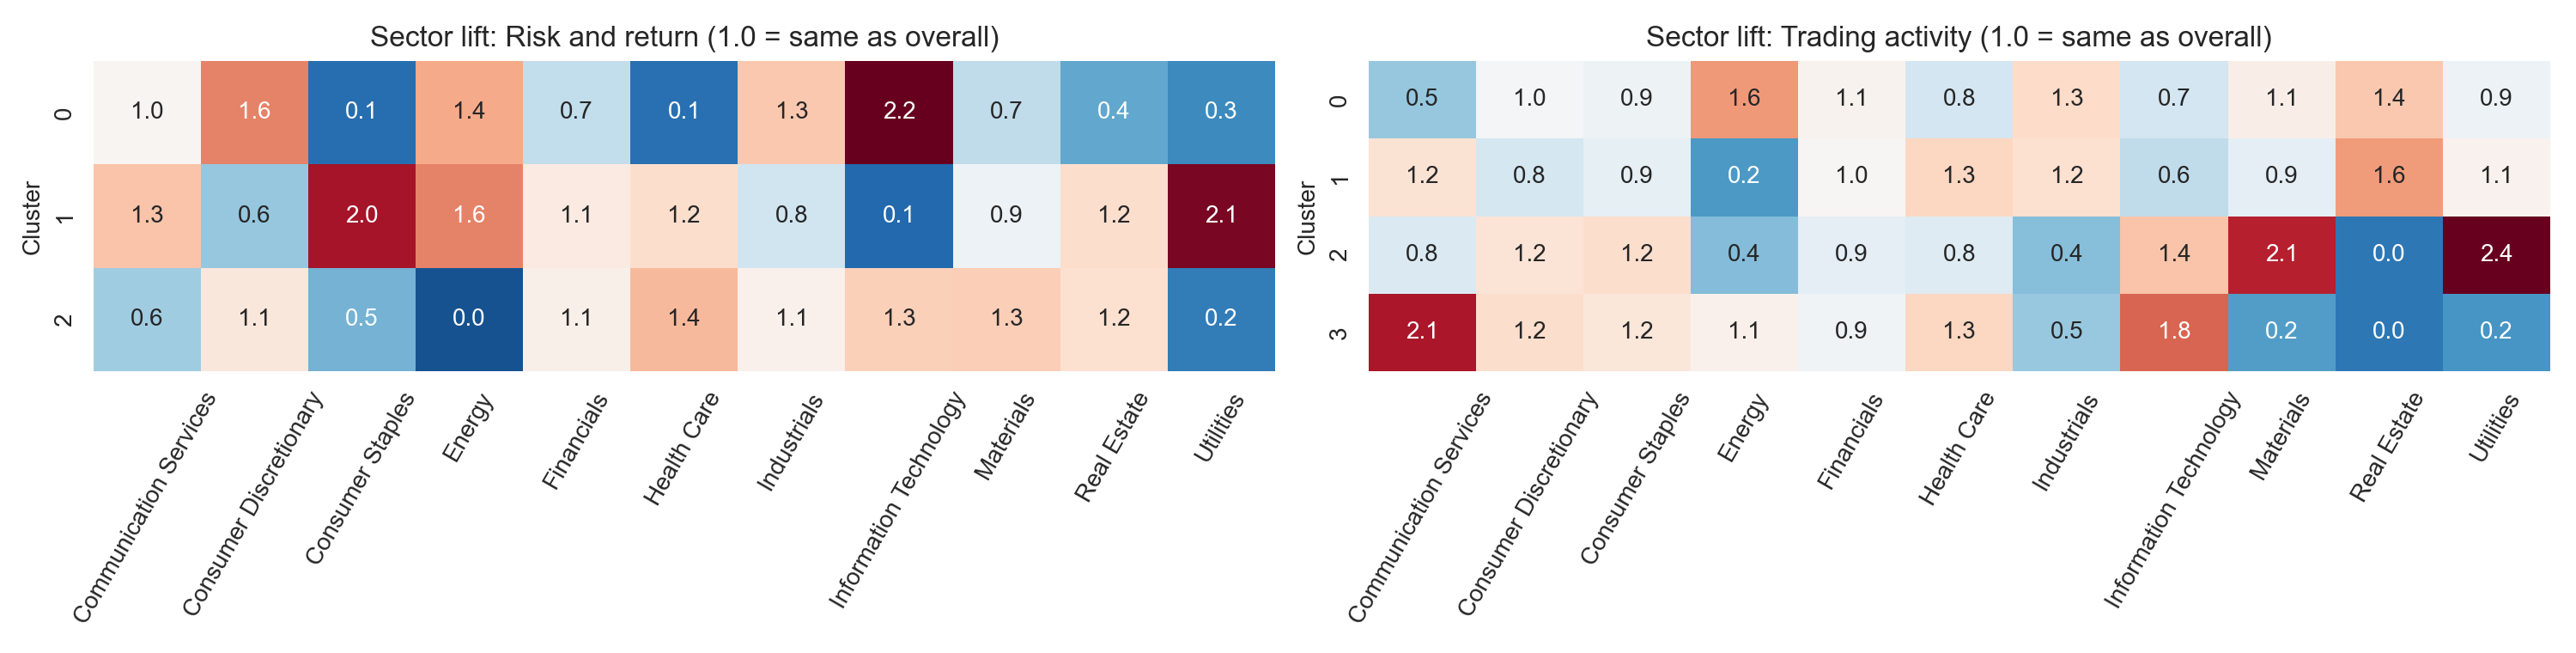 Sector lift: Risk and return (1.0 = same as overall)
Cluster
0
1.0 1.6 0.1 1.4 0.7 0.1 1.3 2.2 0.7 0.4 0.3
1
1.3 0.6 2.0 1.6 1.1 1.2 0.8 0.1 0.9 1.2 2.1
2
0.6 1.1 0.5 0.0 1.1 1.4 1.1 1.3 1.3 1.2 0.2
Communication Services
Consumer Discretionary
Consumer Staples
Energy
Financials
Health Care
Industrials
Information Technology
Materials
Real Estate
Utilities
Sector lift: Trading activity (1.0 = same as overall)
Cluster
0
0.5 1.0 0.9 1.6 1.1 0.8 1.3 0.7 1.1 1.4 0.9
1
1.2 0.8 0.9 0.2 1.0 1.3 1.2 0.6 0.9 1.6 1.1
2
0.8 1.2 1.2 0.4 0.9 0.8 0.4 1.4 2.1 0.0 2.4
3
2.1 1.2 1.2 1.1 0.9 1.3 0.5 1.8 0.2 0.0 0.2
Communication Services
Consumer Discretionary
Consumer Staples
Energy
Financials
Health Care
Industrials
Information Technology
Materials
Real Estate
Utilities